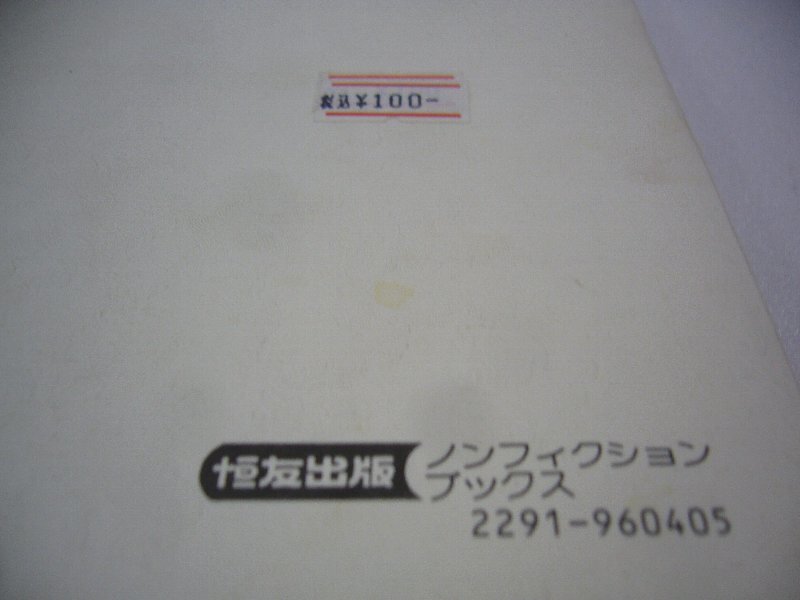 税込¥100-
恒友出版
ノンフィクション
ブックス
2291-960405